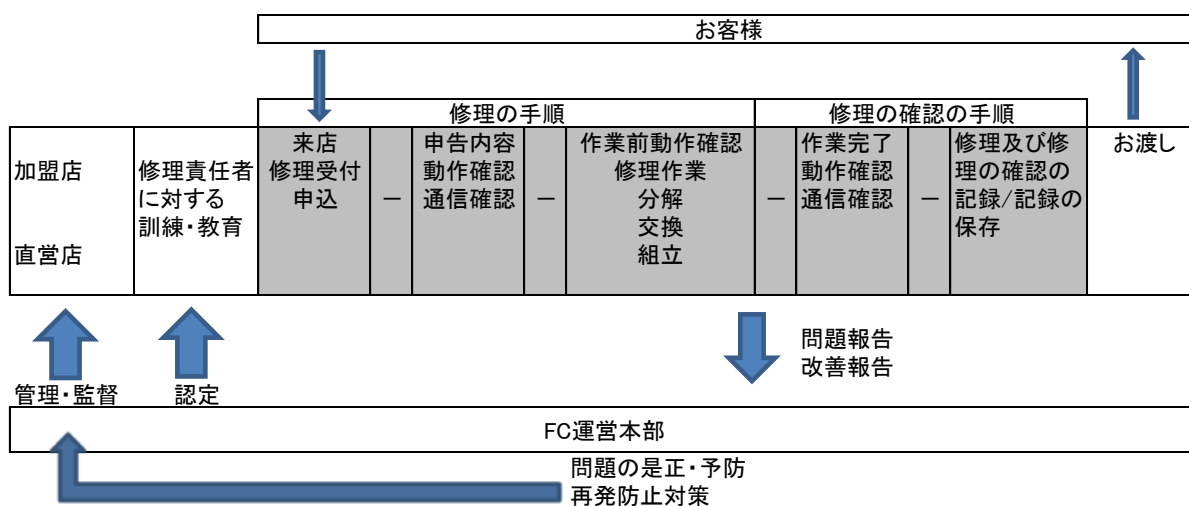 お客様
修理の手順
修理の確認の手順
加盟店
直営店
修理責任者
に対する
訓練・教育
来店
修理受付
申込
－
申告内容
動作確認
通信確認
－
作業前動作確認
修理作業
分解
交換
組立
－
作業完了
動作確認
通信確認
－
修理及び修
理の確認の
記録/記録の
保存
お渡し
管理・監督
認定
問題報告
改善報告
FC運営本部
問題の是正・予防
再発防止対策